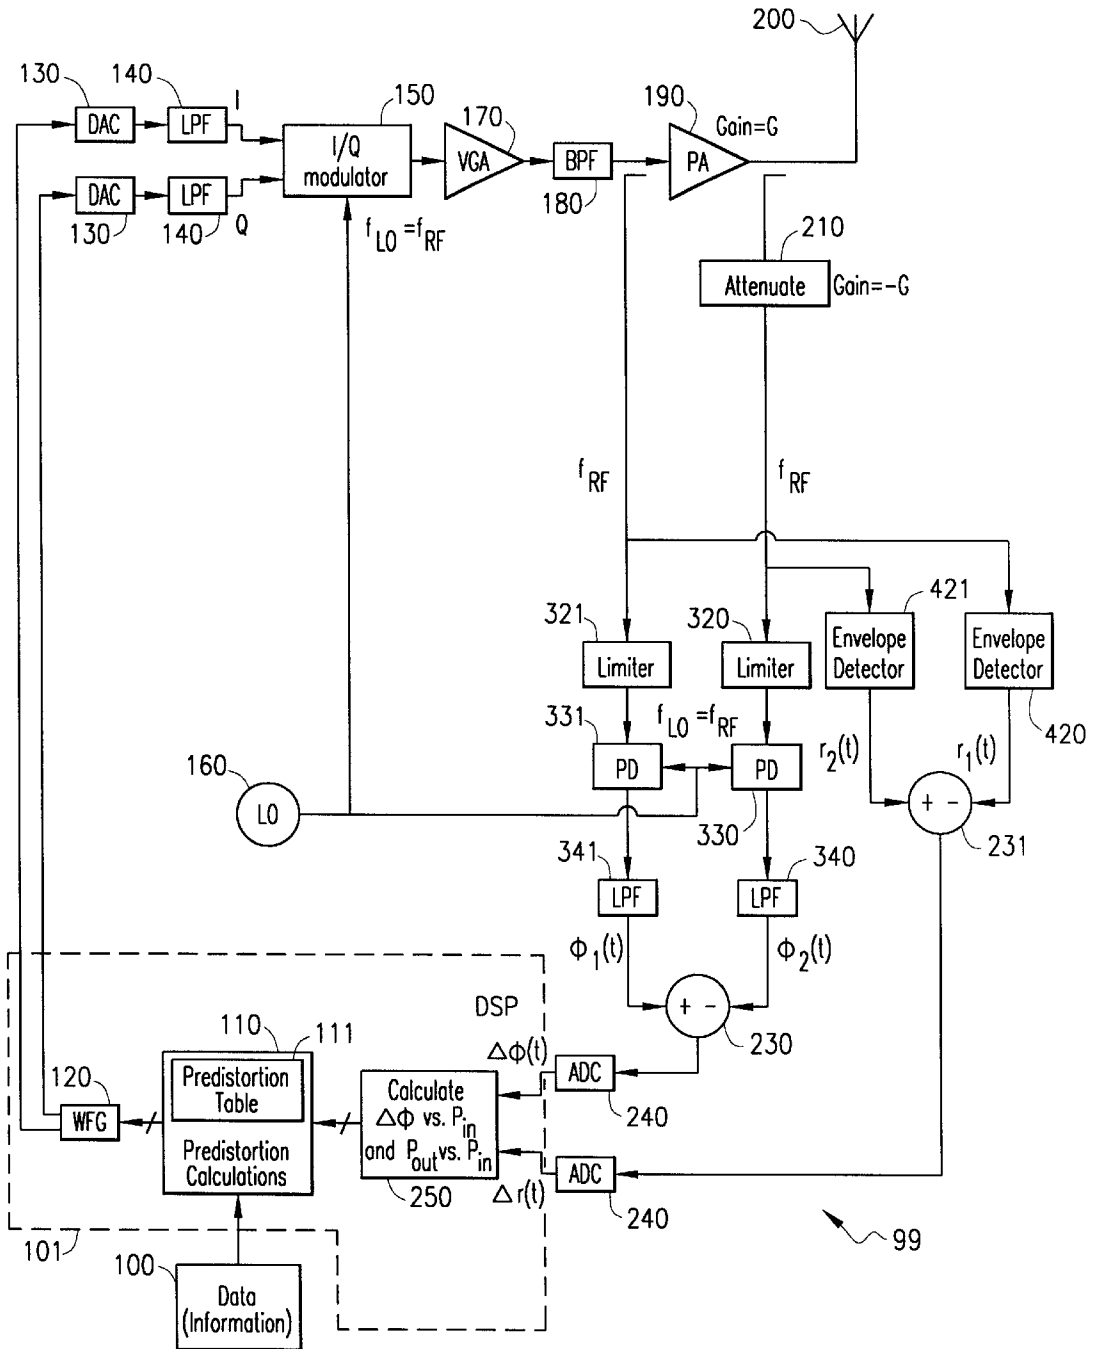 200
130
140
I
150
170
190
Gain=G
DAC
LPF
I/Q
modulator
VGA
BPF
PA
180
DAC
LPF
130
140
Q
f_LO = f_RF
210
Attenuate
Gain=-G
f_RF
f_RF
321
320
421
Limiter
Limiter
Envelope
Detector
Envelope
Detector
331
f_LO = f_RF
420
160
PD
PD
r_2(t)
r_1(t)
LO
330
+ -
231
341
340
LPF
LPF
Φ_1(t)
Φ_2(t)
DSP
+ -
230
110
111
ΔΦ(t)
ADC
240
120
Predistortion
Table
Calculate
ΔΦ vs. P_in
and P_out vs. P_in
WFG
Predistortion
Calculations
250
Δr(t)
ADC
240
99
101
100
Data
(Information)